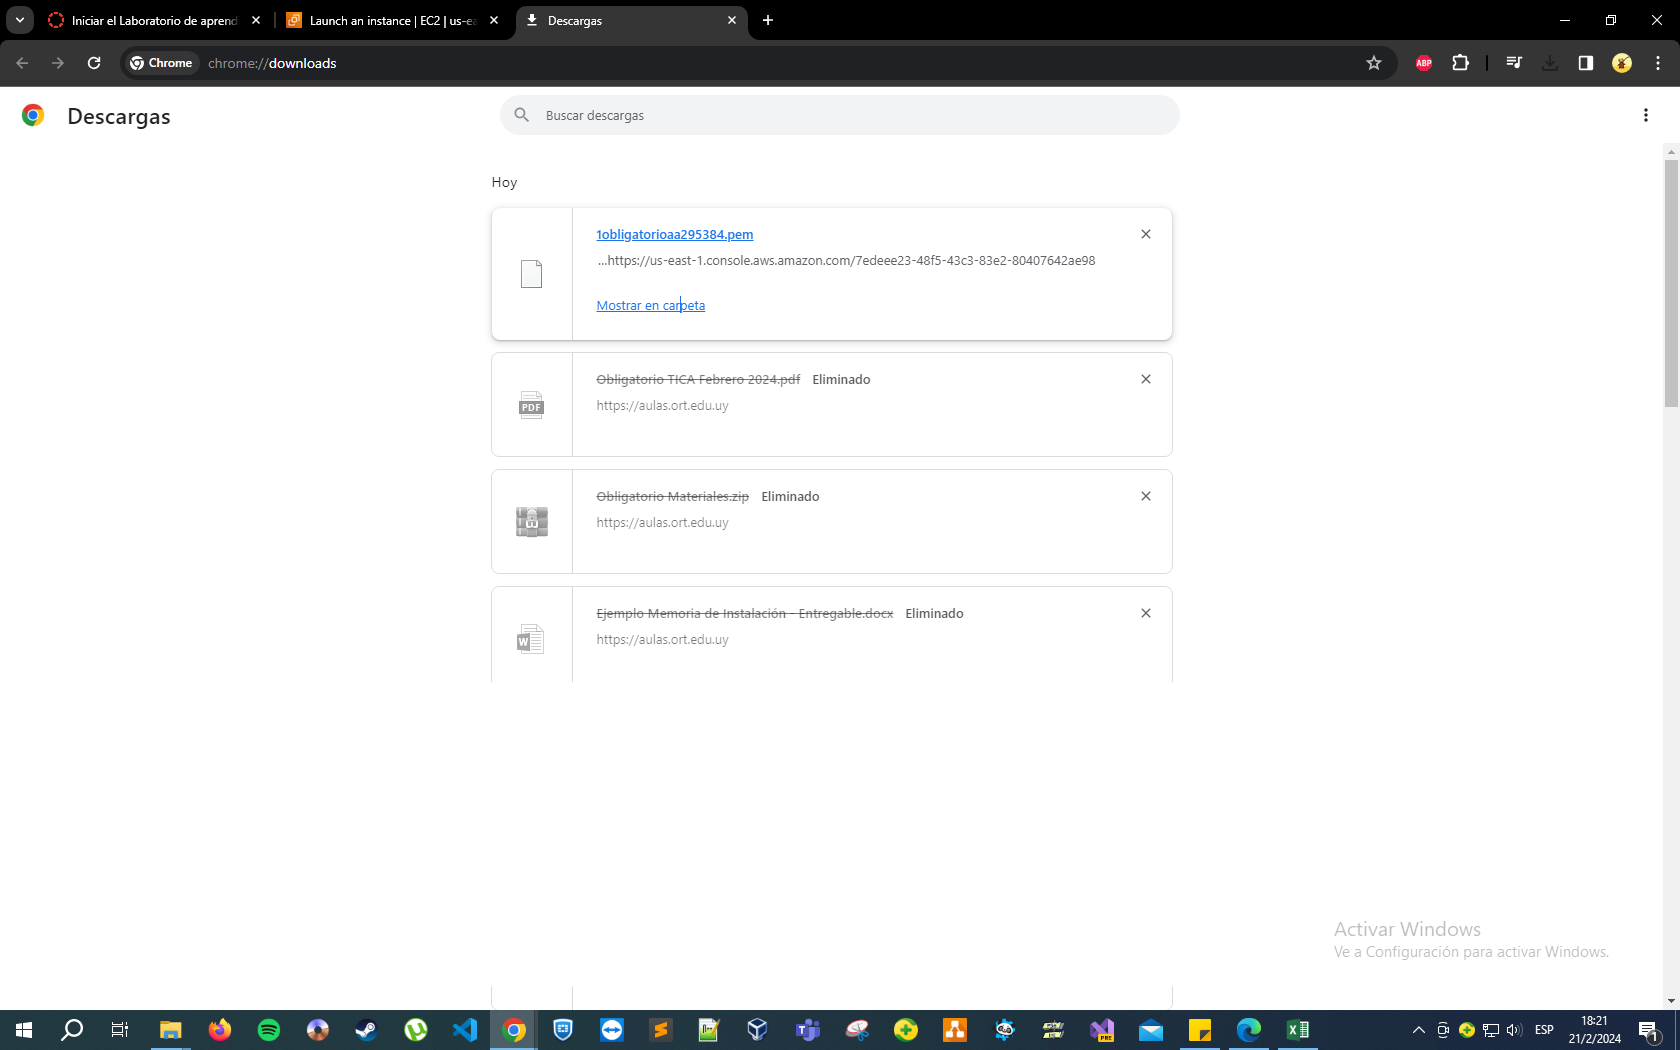 Iniciar el Laboratorio de aprend
Launch an instance | EC2 | us-ea
Descargas
Chrome
chrome://downloads
ABP
Descargas
Buscar descargas
Hoy
1obligatorioaa295384.pem
...https://us-east-1.console.aws.amazon.com/7edeee23-48f5-43c3-83e2-80407642ae98
Mostrar en carpeta
Obligatorio TICA Febrero 2024.pdf Eliminado
PDF
https://aulas.ort.edu.uy
Obligatorio Materiales.zip Eliminado
https://aulas.ort.edu.uy
Ejemplo Memoria de Instalación - Entregable.docx Eliminado
W
https://aulas.ort.edu.uy
Activar Windows
Ve a Configuración para activar Windows.
PRE
ESP
18:21
21/2/2024
1